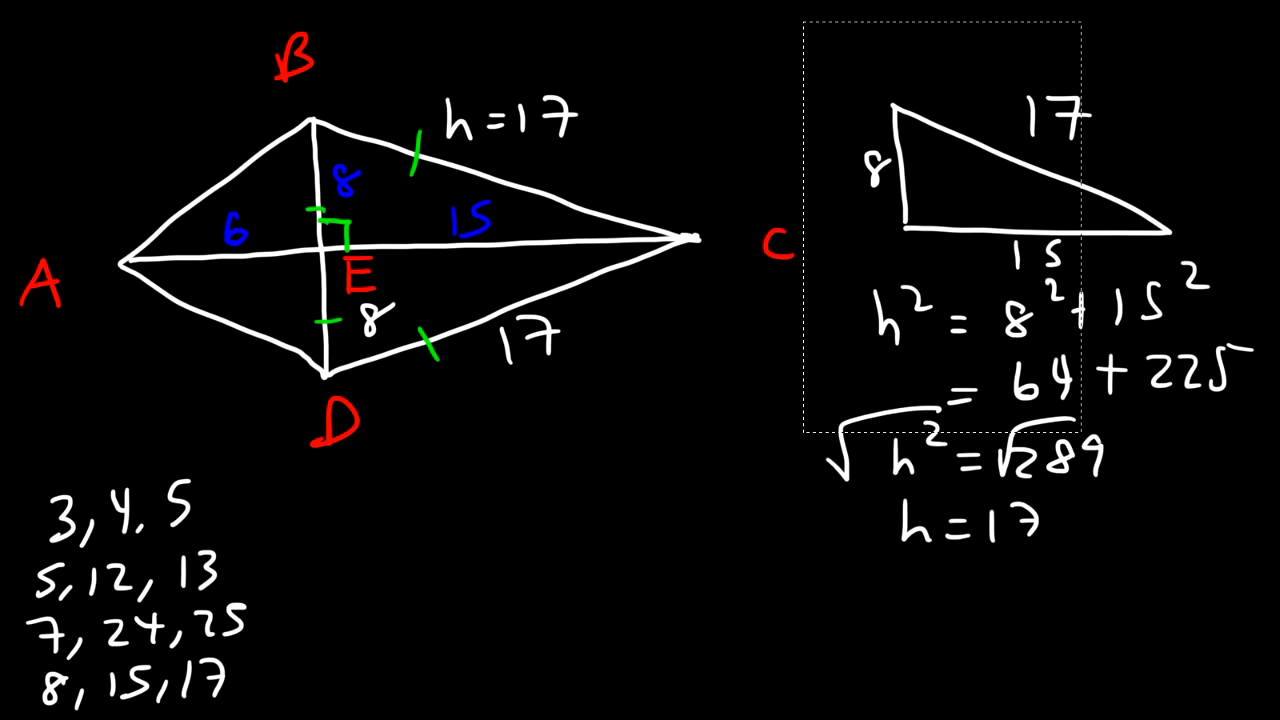 B
h = 17
8
6
15
A
E
8
17
D
C
17
8
15
h² = 8² + 15²
= 64 + 225
√h² = √289
h = 17
3, 4, 5
5, 12, 13
7, 24, 25
8, 15, 17